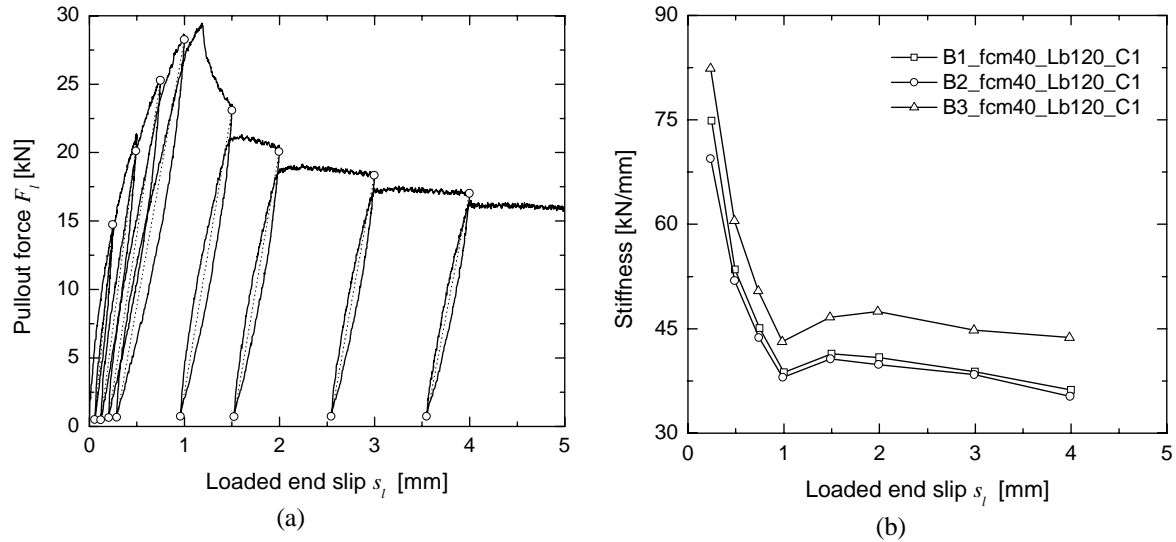 30
25
20
15
10
5
0
Pullout force F_l [kN]
0 1 2 3 4 5
Loaded end slip s_l [mm]
(a)
90
75
60
45
30
Stiffness [kN/mm]
B1_fcm40_Lb120_C1
B2_fcm40_Lb120_C1
B3_fcm40_Lb120_C1
0 1 2 3 4 5
Loaded end slip s_l [mm]
(b)